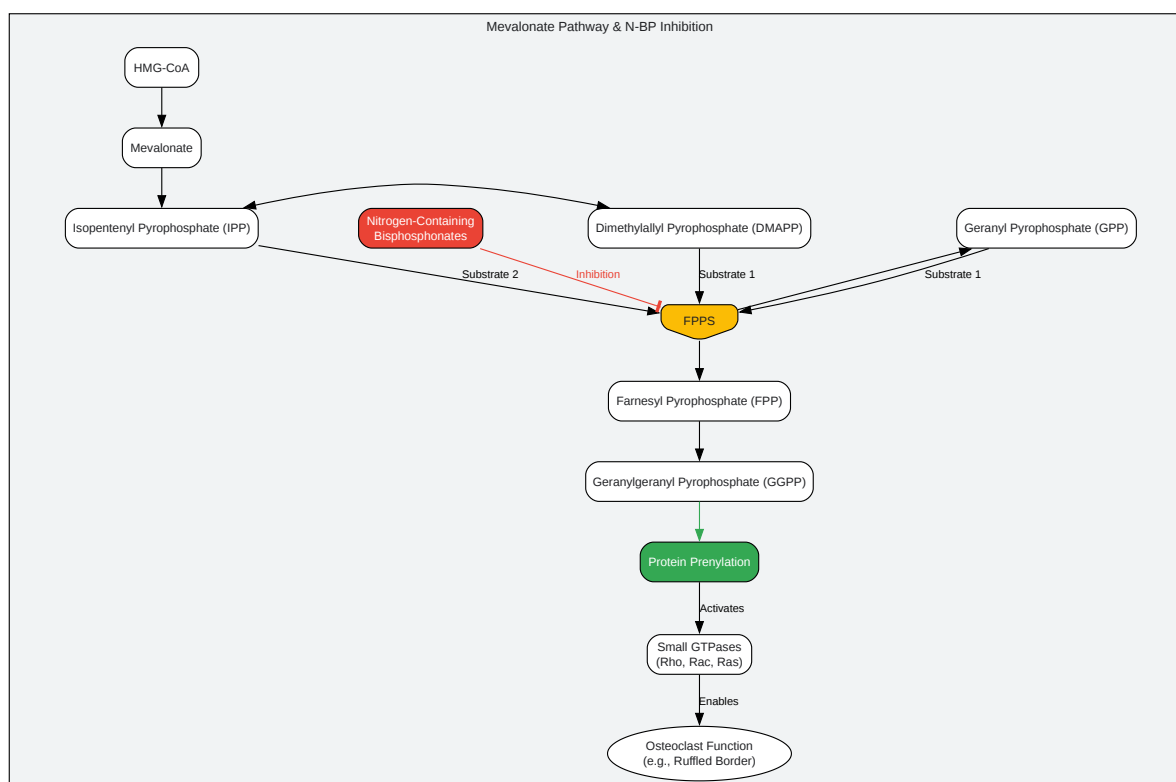 Mevalonate Pathway & N-BP Inhibition
HMG-CoA
Mevalonate
Isopentenyl Pyrophosphate (IPP)
Nitrogen-Containing
Bisphosphonates
Dimethylallyl Pyrophosphate (DMAPP)
Geranyl Pyrophosphate (GPP)
Substrate 2
Inhibition
Substrate 1
Substrate 1
FPPS
Farnesyl Pyrophosphate (FPP)
Geranylgeranyl Pyrophosphate (GGPP)
Protein Prenylation
Activates
Small GTPases
(Rho, Rac, Ras)
Enables
Osteoclast Function
(e.g., Ruffled Border)